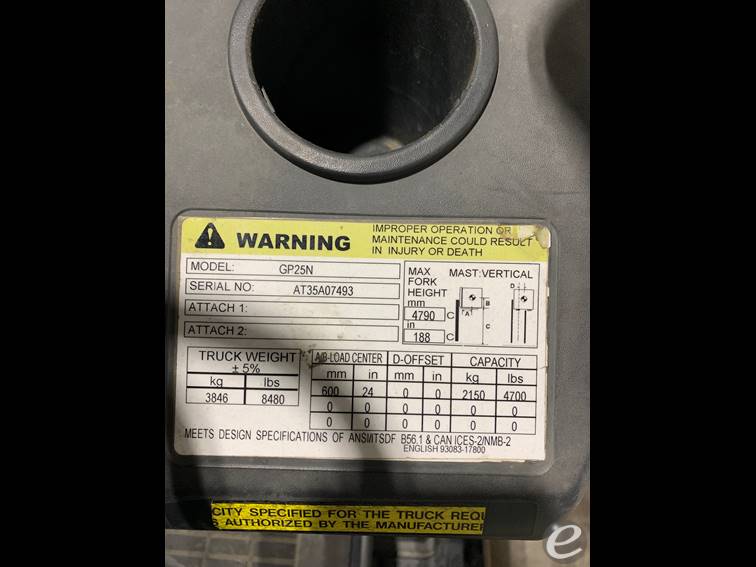 WARNING
IMPROPER OPERATION OR
MAINTENANCE COULD RESULT
IN INJURY OR DEATH
MODEL: GP25N
SERIAL NO: AT35A07493
ATTACH 1:
ATTACH 2:
MAX
FORK
HEIGHT
mm
4790 C
in
188 C
MAST:VERTICAL
D
A
B
C
TRUCK WEIGHT
± 5%
kg lbs
3846 8480
A/B-LOAD CENTER D-OFFSET CAPACITY
mm in mm in kg lbs
600 24 0 0 2150 4700
0 0 0 0 0 0
0 0 0 0 0 0
MEETS DESIGN SPECIFICATIONS OF ANSI/ITSDF B56.1 & CAN ICES-2/NMB-2
ENGLISH 93083-17800
CITY SPECIFIED FOR THE TRUCK REQU
S AUTHORIZED BY THE MANUFACTURER
e